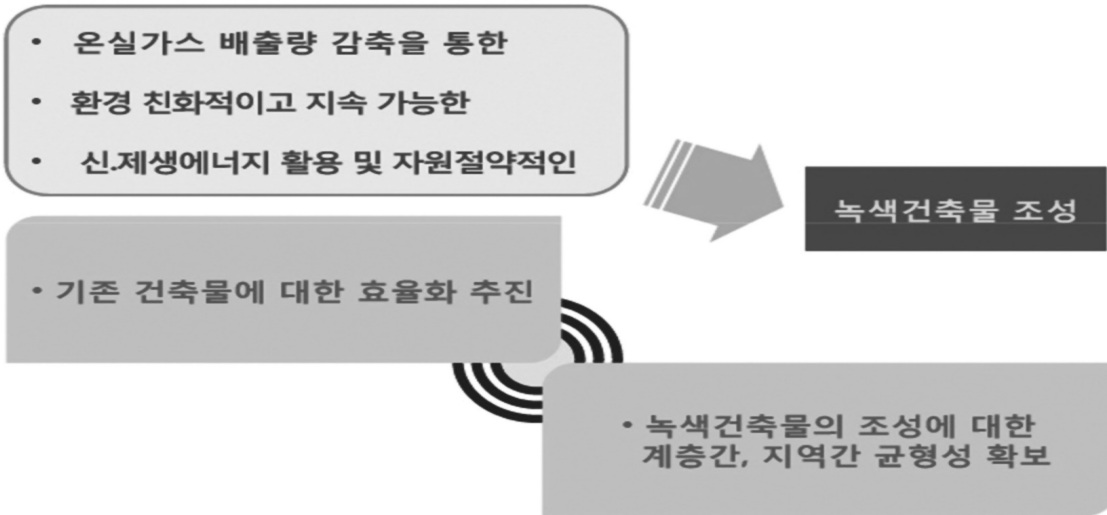 • 온실가스 배출량 감축을 통한
• 환경 친화적이고 지속 가능한
• 신.제생에너지 활용 및 자원절약적인
녹색건축물 조성
• 기존 건축물에 대한 효율화 추진
• 녹색건축물의 조성에 대한
계층간, 지역간 균형성 확보